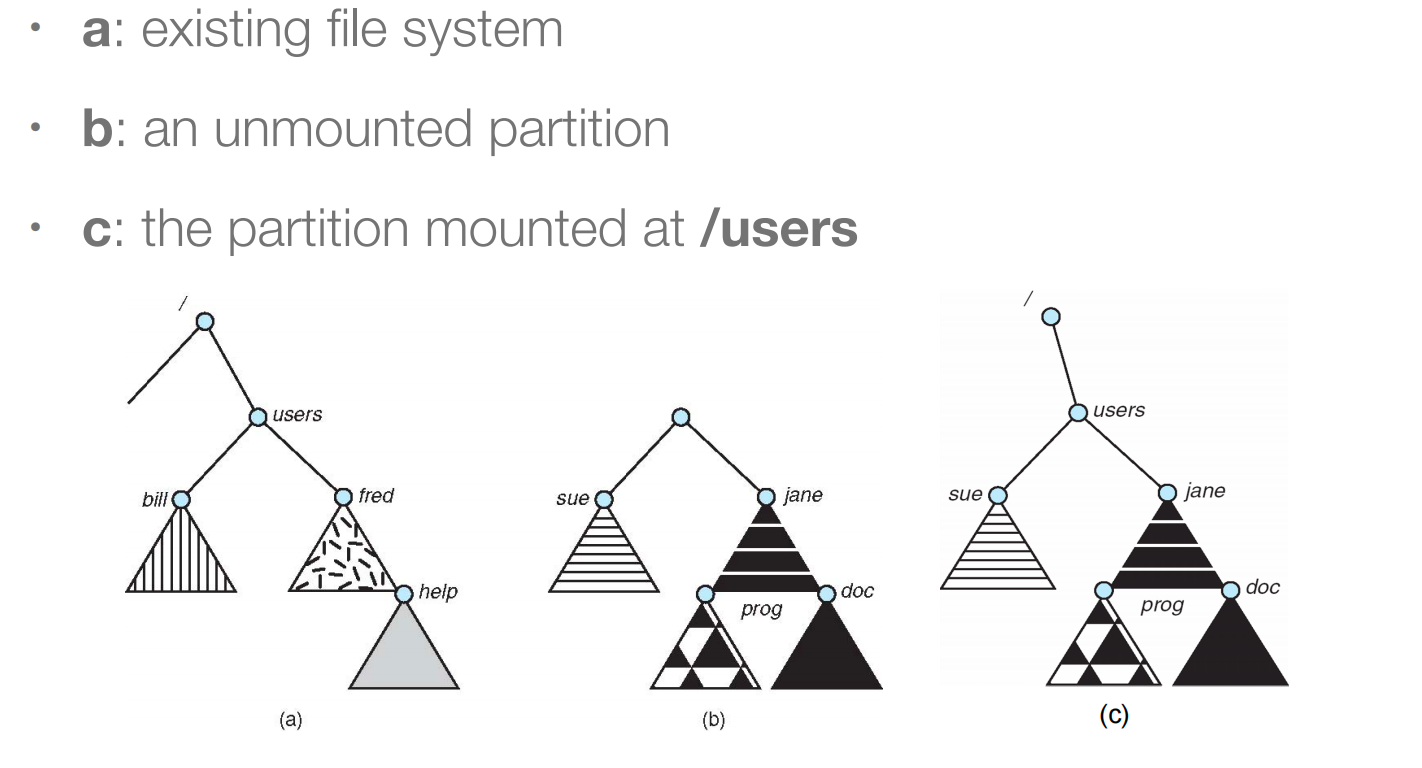 • a: existing file system
• b: an unmounted partition
• c: the partition mounted at /users
/
users
bill
fred
help
(a)
sue
jane
prog
doc
(b)
/
users
sue
jane
prog
doc
(c)